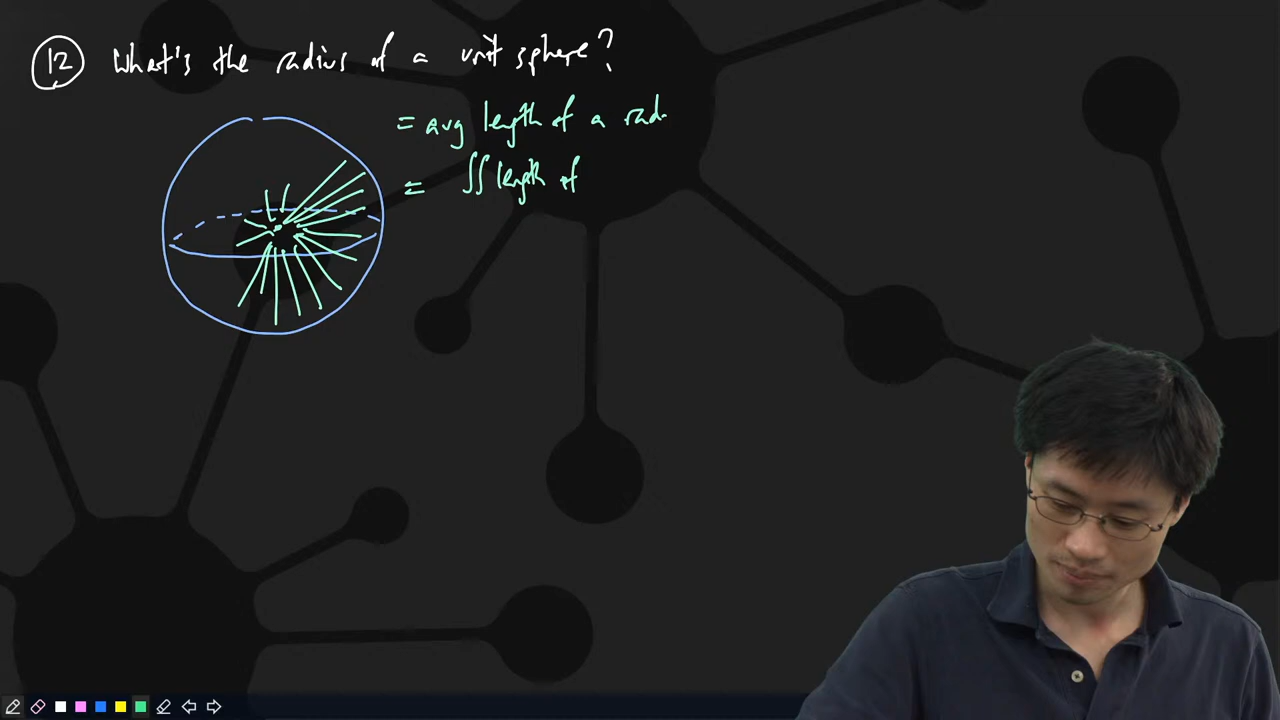 12 What's the radius of a unit sphere?
= avg length of a rad.
= ∬ length of